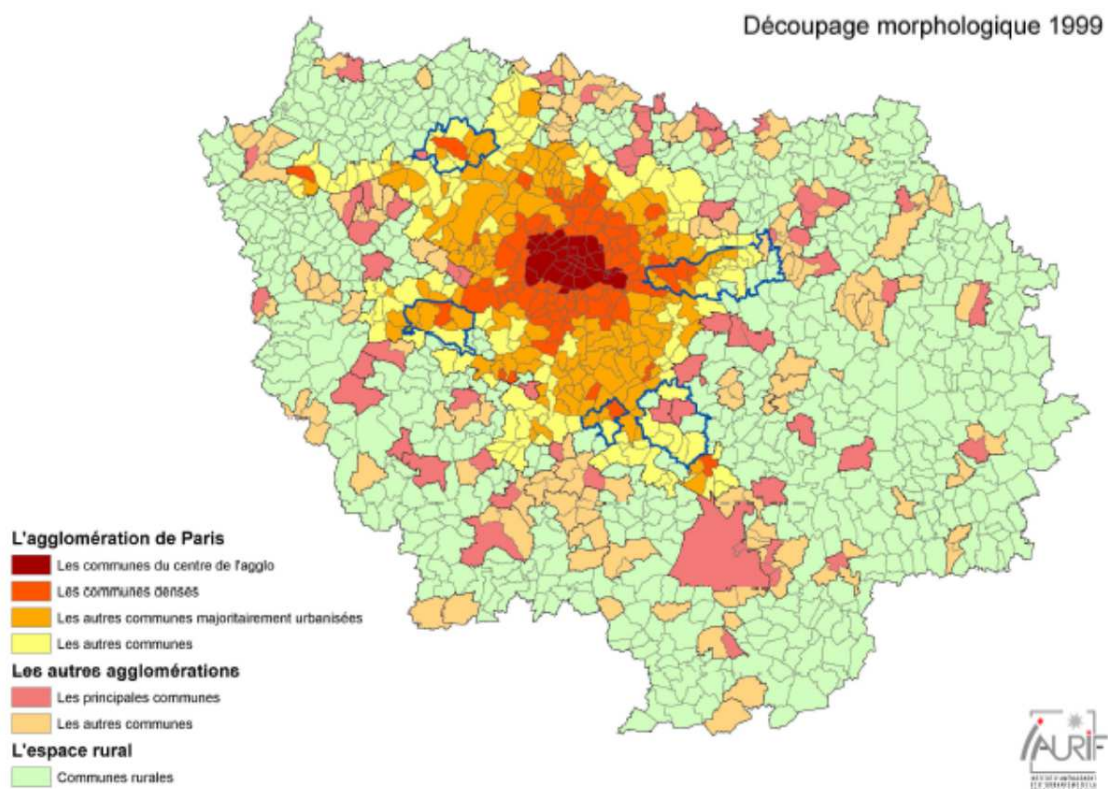 Découpage morphologique 1999
L'agglomération de Paris
Les communes du centre de l'agglo
Les communes denses
Les autres communes majoritairement urbanisées
Les autres communes
Les autres agglomérations
Les principales communes
Les autres communes
L'espace rural
Communes rurales
IAURIF